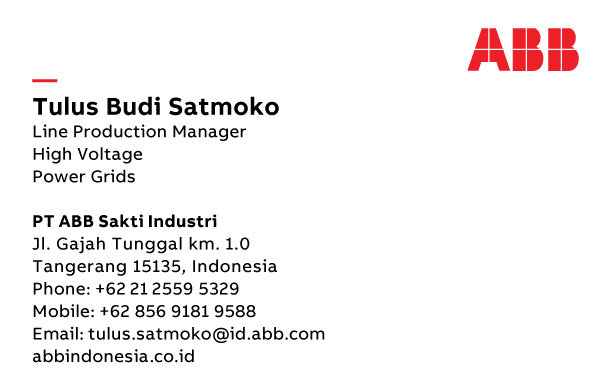 ABB
Tulus Budi Satmoko
Line Production Manager
High Voltage
Power Grids
PT ABB Sakti Industri
Jl. Gajah Tunggal km. 1.0
Tangerang 15135, Indonesia
Phone: +62 21 2559 5329
Mobile: +62 856 9181 9588
Email: tulus.satmoko@id.abb.com
abbindonesia.co.id